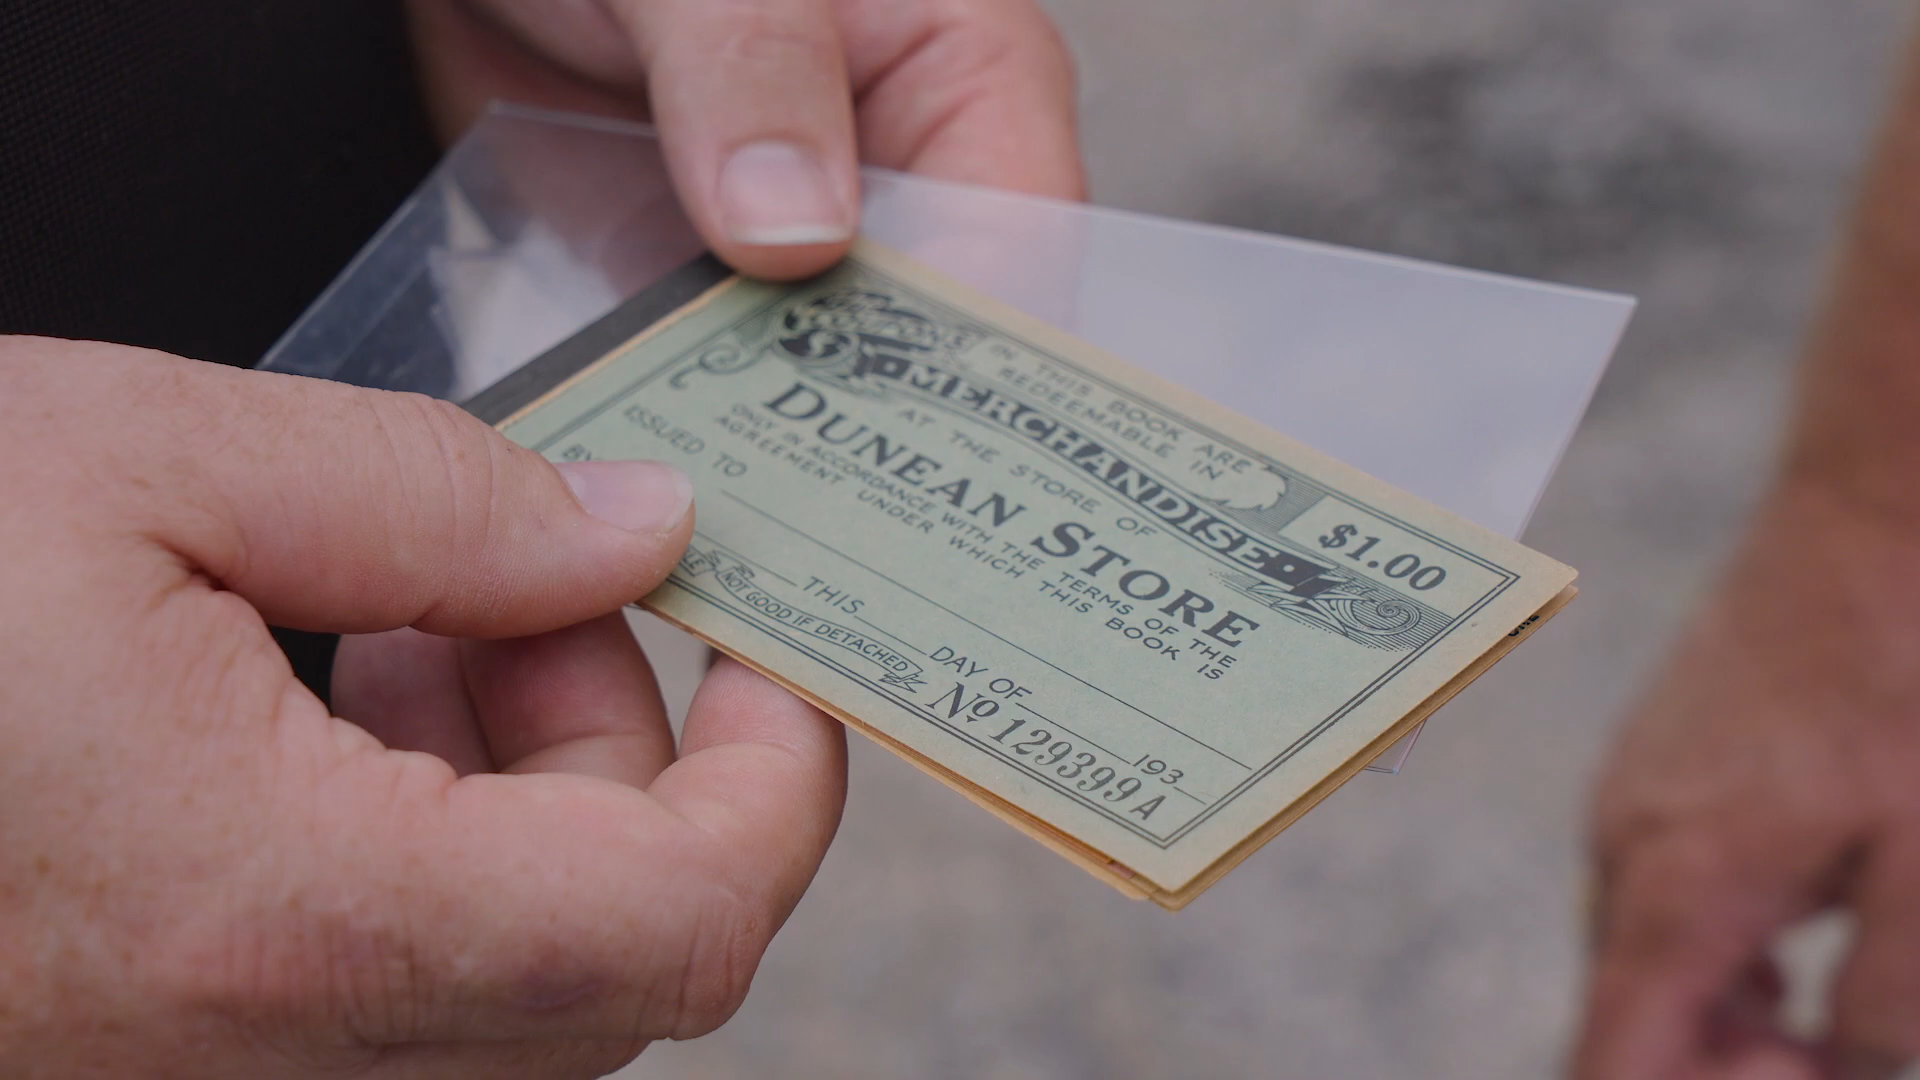 Coupons IN THIS BOOK ARE
REDEEMABLE IN
MERCHANDISE
$1.00
AT THE STORE OF
DUNEAN STORE
ONLY IN ACCORDANCE WITH THE TERMS OF THE
AGREEMENT UNDER WHICH THIS BOOK IS
ISSUED TO
BY
THIS DAY OF 193
NOT GOOD IF DETACHED
No 129399A